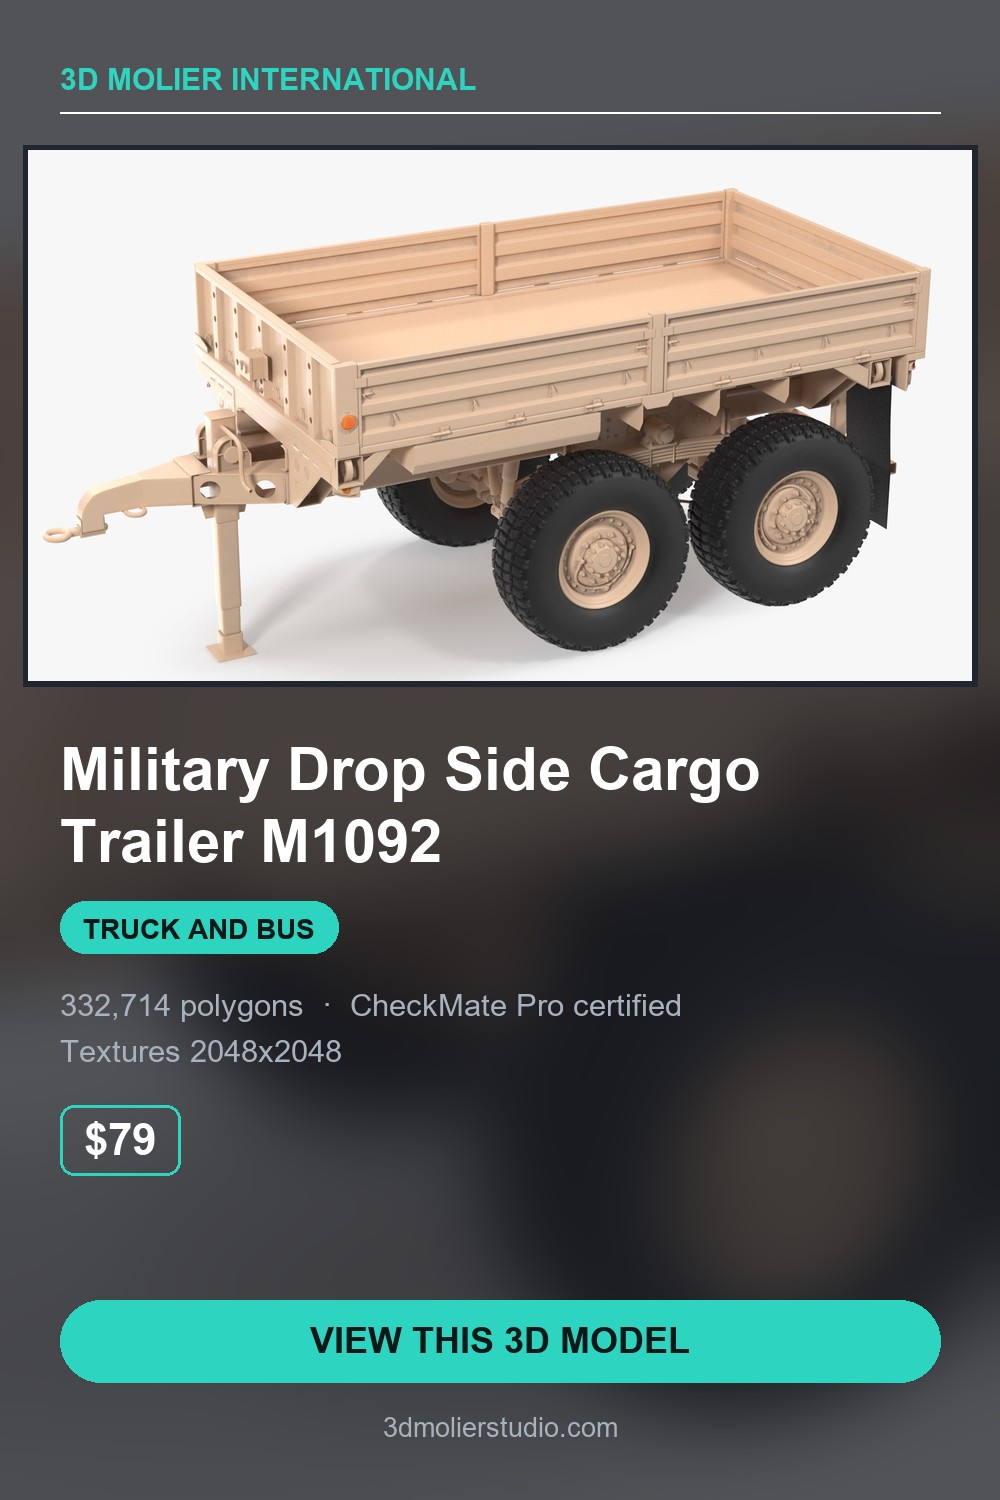 3D MOLIER INTERNATIONAL
Military Drop Side Cargo
Trailer M1092
TRUCK AND BUS
332,714 polygons · CheckMate Pro certified
Textures 2048x2048
$79
VIEW THIS 3D MODEL
3dmolierstudio.com